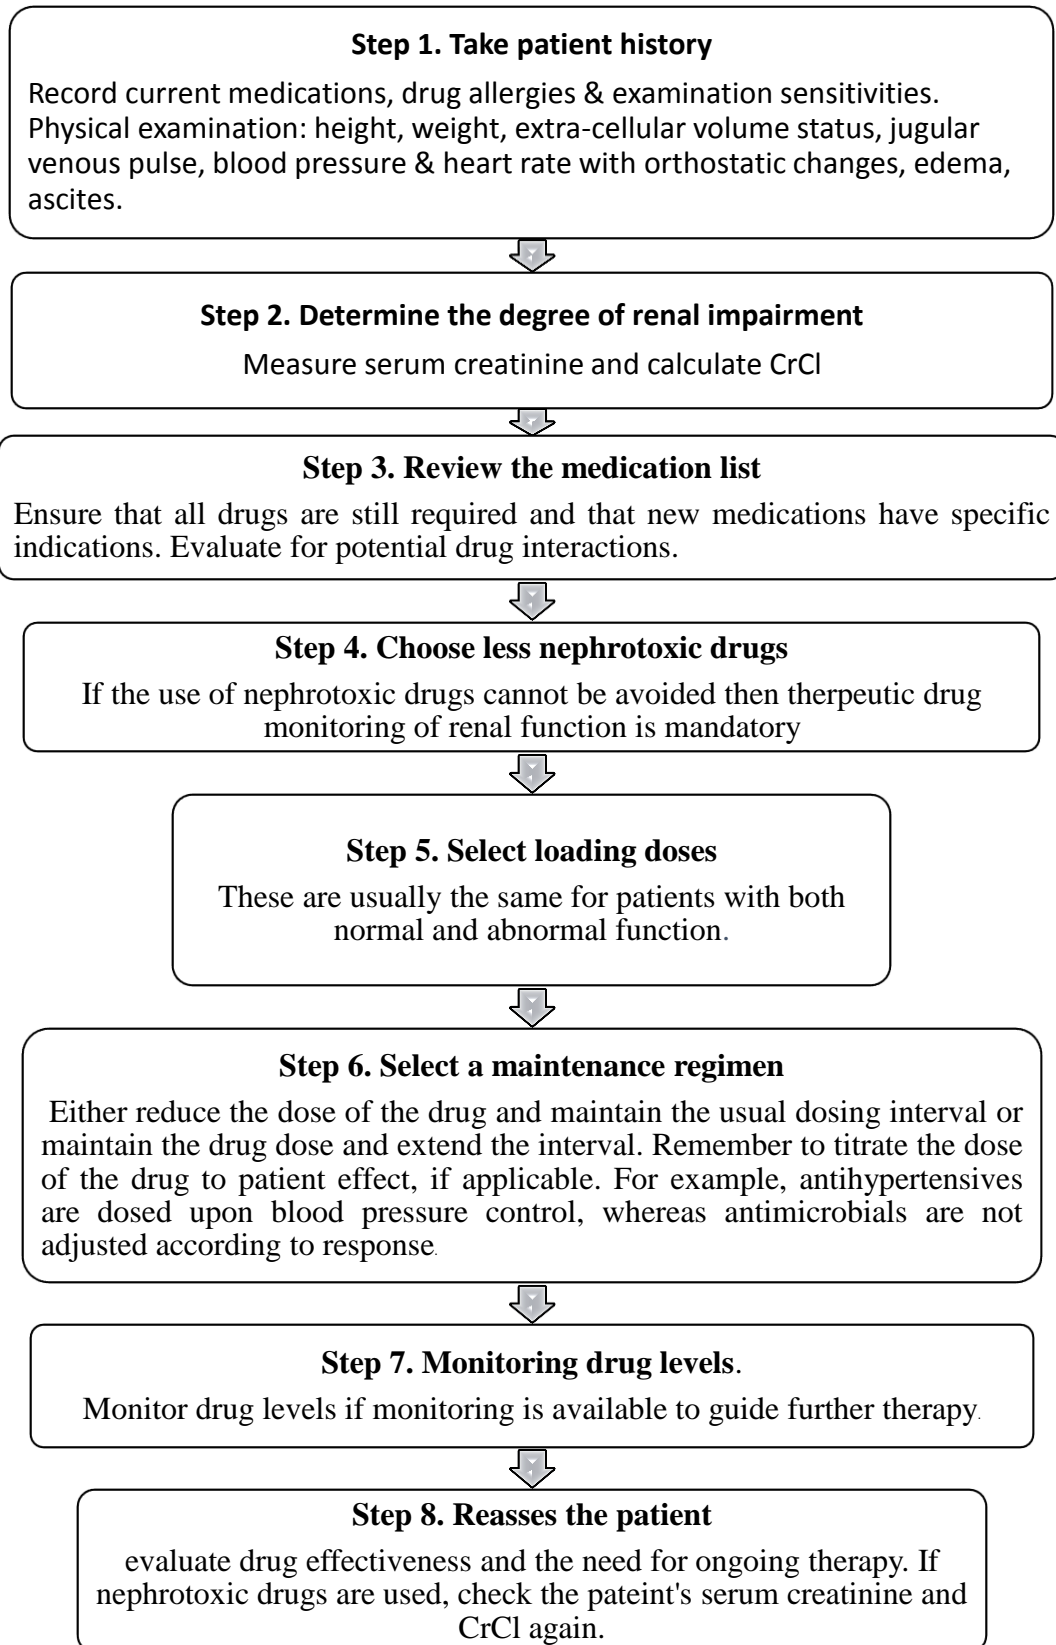 Step 1. Take patient history
Record current medications, drug allergies & examination sensitivities.
Physical examination: height, weight, extra-cellular volume status, jugular
venous pulse, blood pressure & heart rate with orthostatic changes, edema,
ascites.
Step 2. Determine the degree of renal impairment
Measure serum creatinine and calculate CrCl
Step 3. Review the medication list
Ensure that all drugs are still required and that new medications have specific
indications. Evaluate for potential drug interactions.
Step 4. Choose less nephrotoxic drugs
If the use of nephrotoxic drugs cannot be avoided then therpeutic drug
monitoring of renal function is mandatory
Step 5. Select loading doses
These are usually the same for patients with both
normal and abnormal function.
Step 6. Select a maintenance regimen
Either reduce the dose of the drug and maintain the usual dosing interval or
maintain the drug dose and extend the interval. Remember to titrate the dose
of the drug to patient effect, if applicable. For example, antihypertensives
are dosed upon blood pressure control, whereas antimicrobials are not
adjusted according to response.
Step 7. Monitoring drug levels.
Monitor drug levels if monitoring is available to guide further therapy.
Step 8. Reasses the patient
evaluate drug effectiveness and the need for ongoing therapy. If
nephrotoxic drugs are used, check the pateint's serum creatinine and
CrCl again.